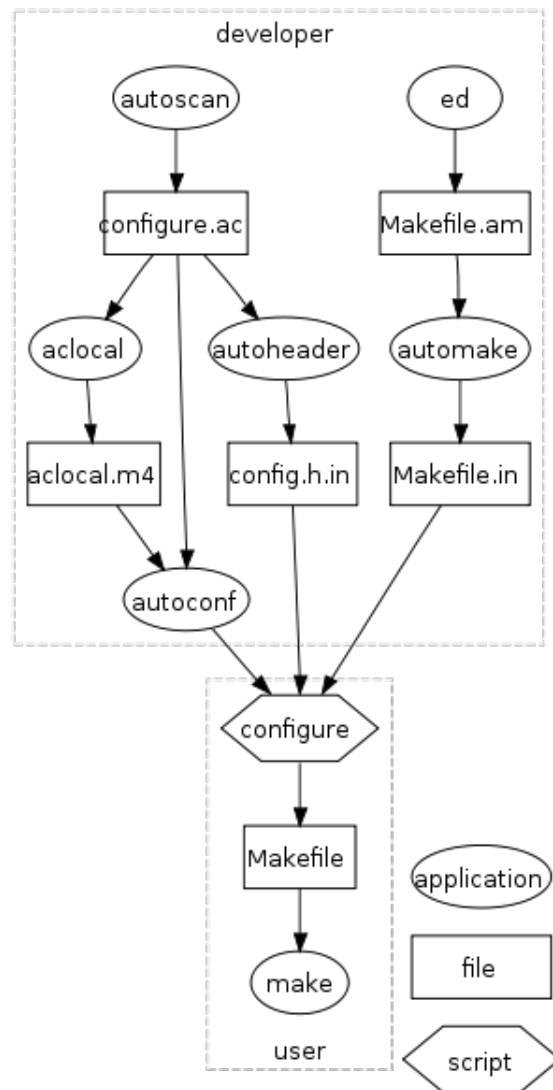 developer
autoscan
ed
configure.ac
Makefile.am
aclocal
autoheader
automake
aclocal.m4
config.h.in
Makefile.in
autoconf
configure
Makefile
application
file
make
user
script